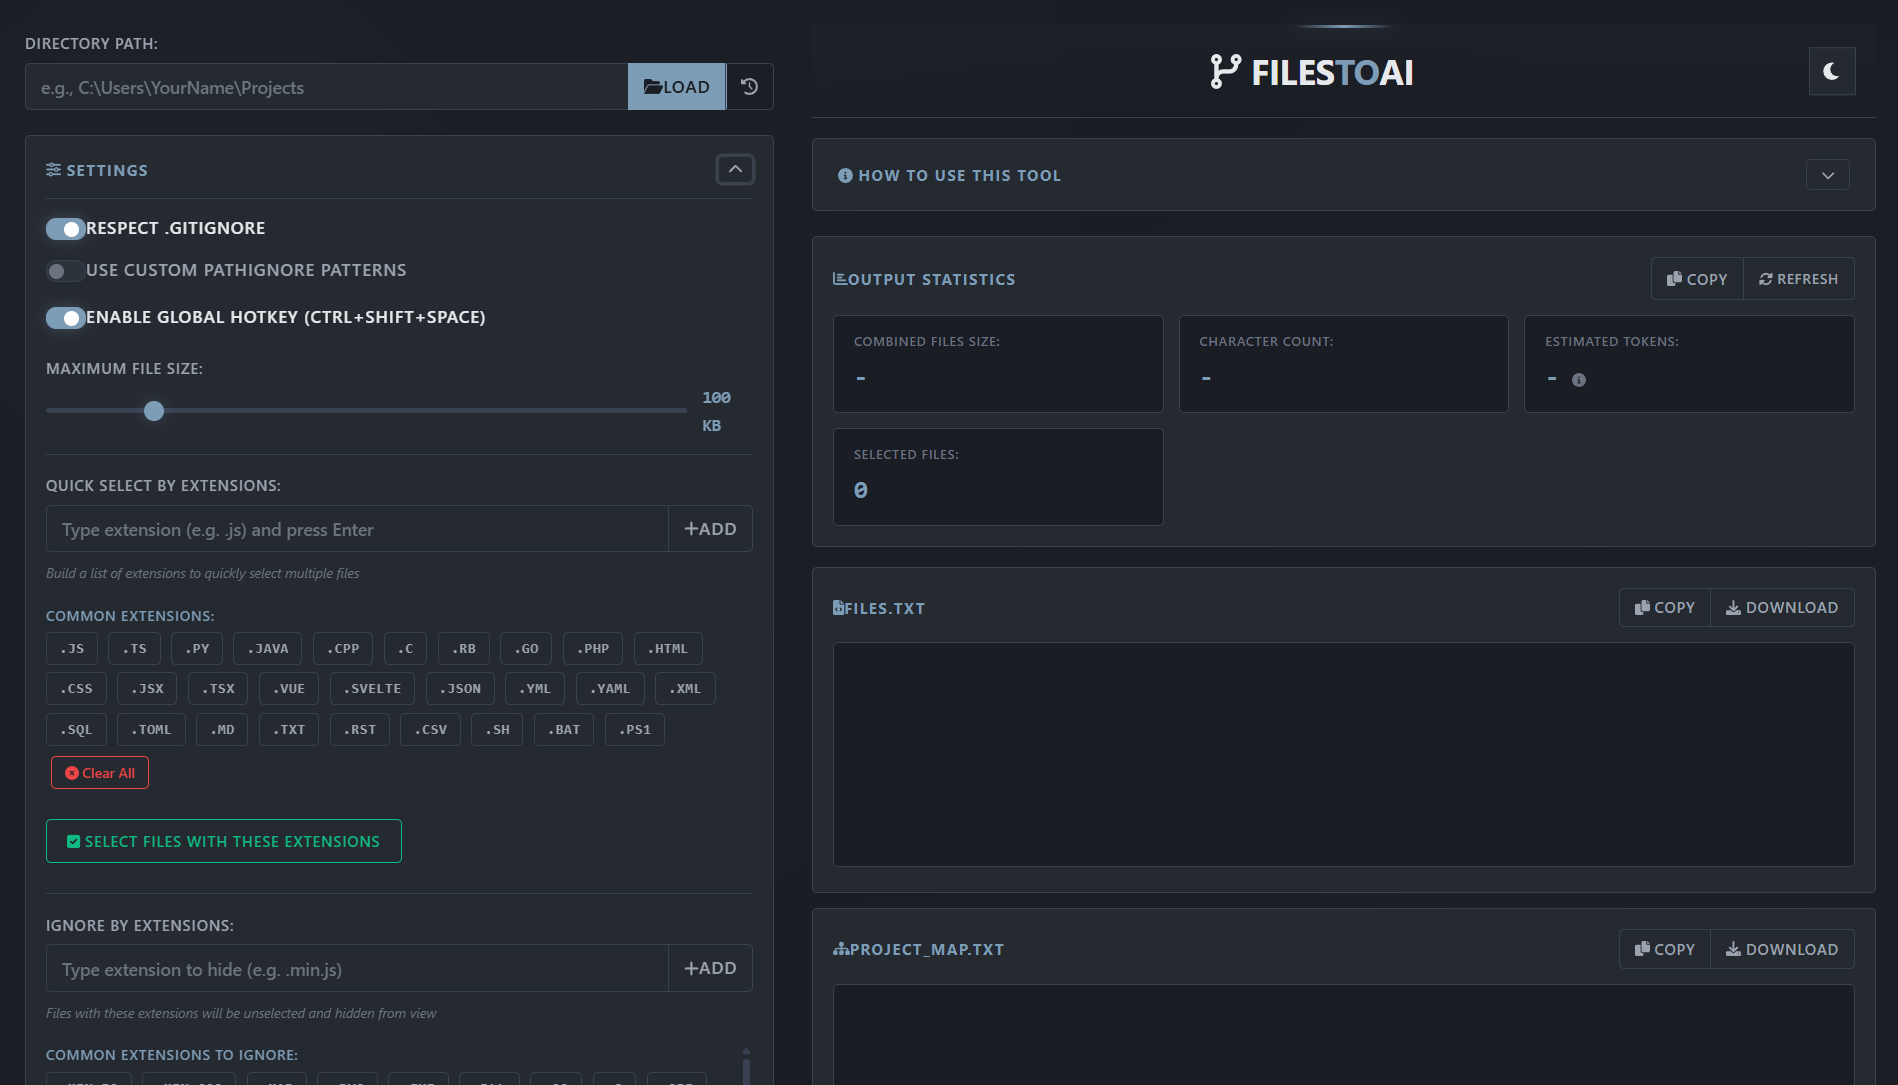 DIRECTORY PATH:
e.g., C:\Users\YourName\Projects
LOAD
SETTINGS
RESPECT .GITIGNORE
USE CUSTOM PATHIGNORE PATTERNS
ENABLE GLOBAL HOTKEY (CTRL+SHIFT+SPACE)
MAXIMUM FILE SIZE:
100
KB
QUICK SELECT BY EXTENSIONS:
Type extension (e.g. .js) and press Enter
+ADD
Build a list of extensions to quickly select multiple files
COMMON EXTENSIONS:
.JS .TS .PY .JAVA .CPP .C .RB .GO .PHP .HTML
.CSS .JSX .TSX .VUE .SVELTE .JSON .YML .YAML .XML
.SQL .TOML .MD .TXT .RST .CSV .SH .BAT .PS1
Clear All
SELECT FILES WITH THESE EXTENSIONS
IGNORE BY EXTENSIONS:
Type extension to hide (e.g. .min.js)
+ADD
Files with these extensions will be unselected and hidden from view
COMMON EXTENSIONS TO IGNORE:
FILESTOAI
HOW TO USE THIS TOOL
OUTPUT STATISTICS
COPY
REFRESH
COMBINED FILES SIZE:
-
CHARACTER COUNT:
-
ESTIMATED TOKENS:
-
SELECTED FILES:
0
FILES.TXT
COPY
DOWNLOAD
PROJECT_MAP.TXT
COPY
DOWNLOAD